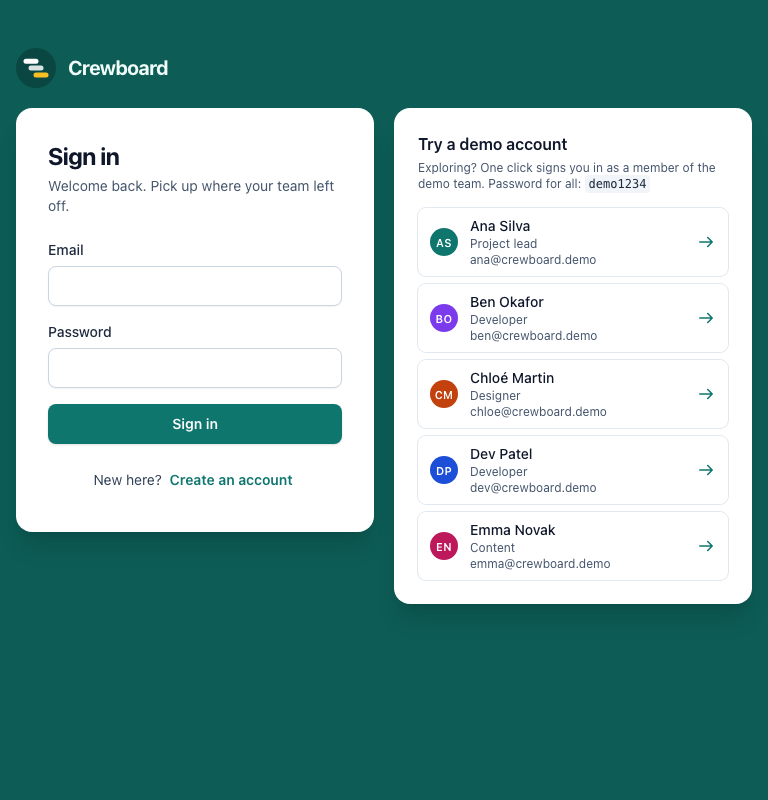 Crewboard
Sign in
Welcome back. Pick up where your team left
off.
Email
Password
Sign in
New here? Create an account
Try a demo account
Exploring? One click signs you in as a member of the
demo team. Password for all: demo1234
AS
Ana Silva
Project lead
ana@crewboard.demo
BO
Ben Okafor
Developer
ben@crewboard.demo
CM
Chloé Martin
Designer
chloe@crewboard.demo
DP
Dev Patel
Developer
dev@crewboard.demo
EN
Emma Novak
Content
emma@crewboard.demo